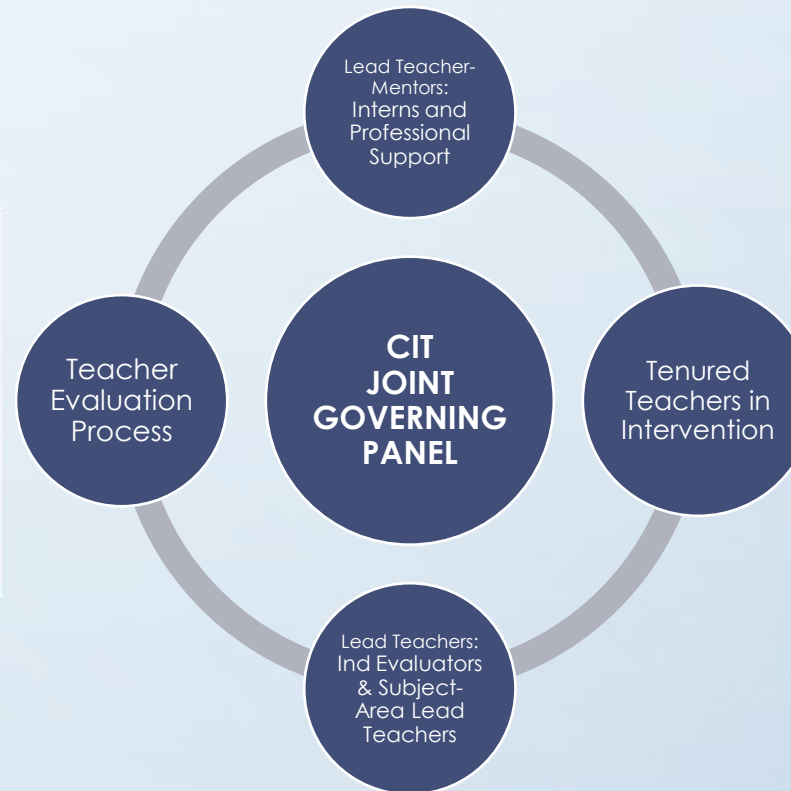 Lead Teacher-
Mentors:
Interns and
Professional
Support
Teacher
Evaluation
Process
CIT
JOINT
GOVERNING
PANEL
Tenured
Teachers in
Intervention
Lead Teachers:
Ind Evaluators
& Subject-
Area Lead
Teachers